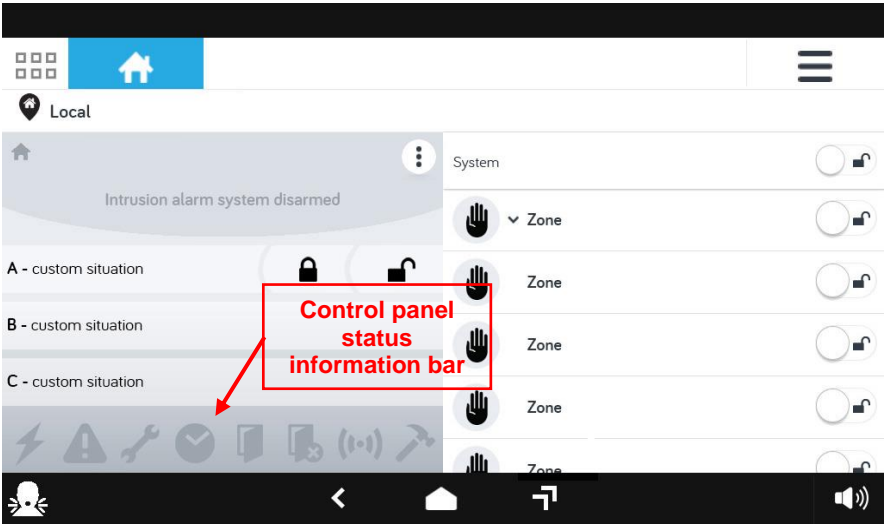 Local
Intrusion alarm system disarmed
A - custom situation
B - custom situation
C - custom situation
Control panel
status
information bar
System
Zone
Zone
Zone
Zone
Zone